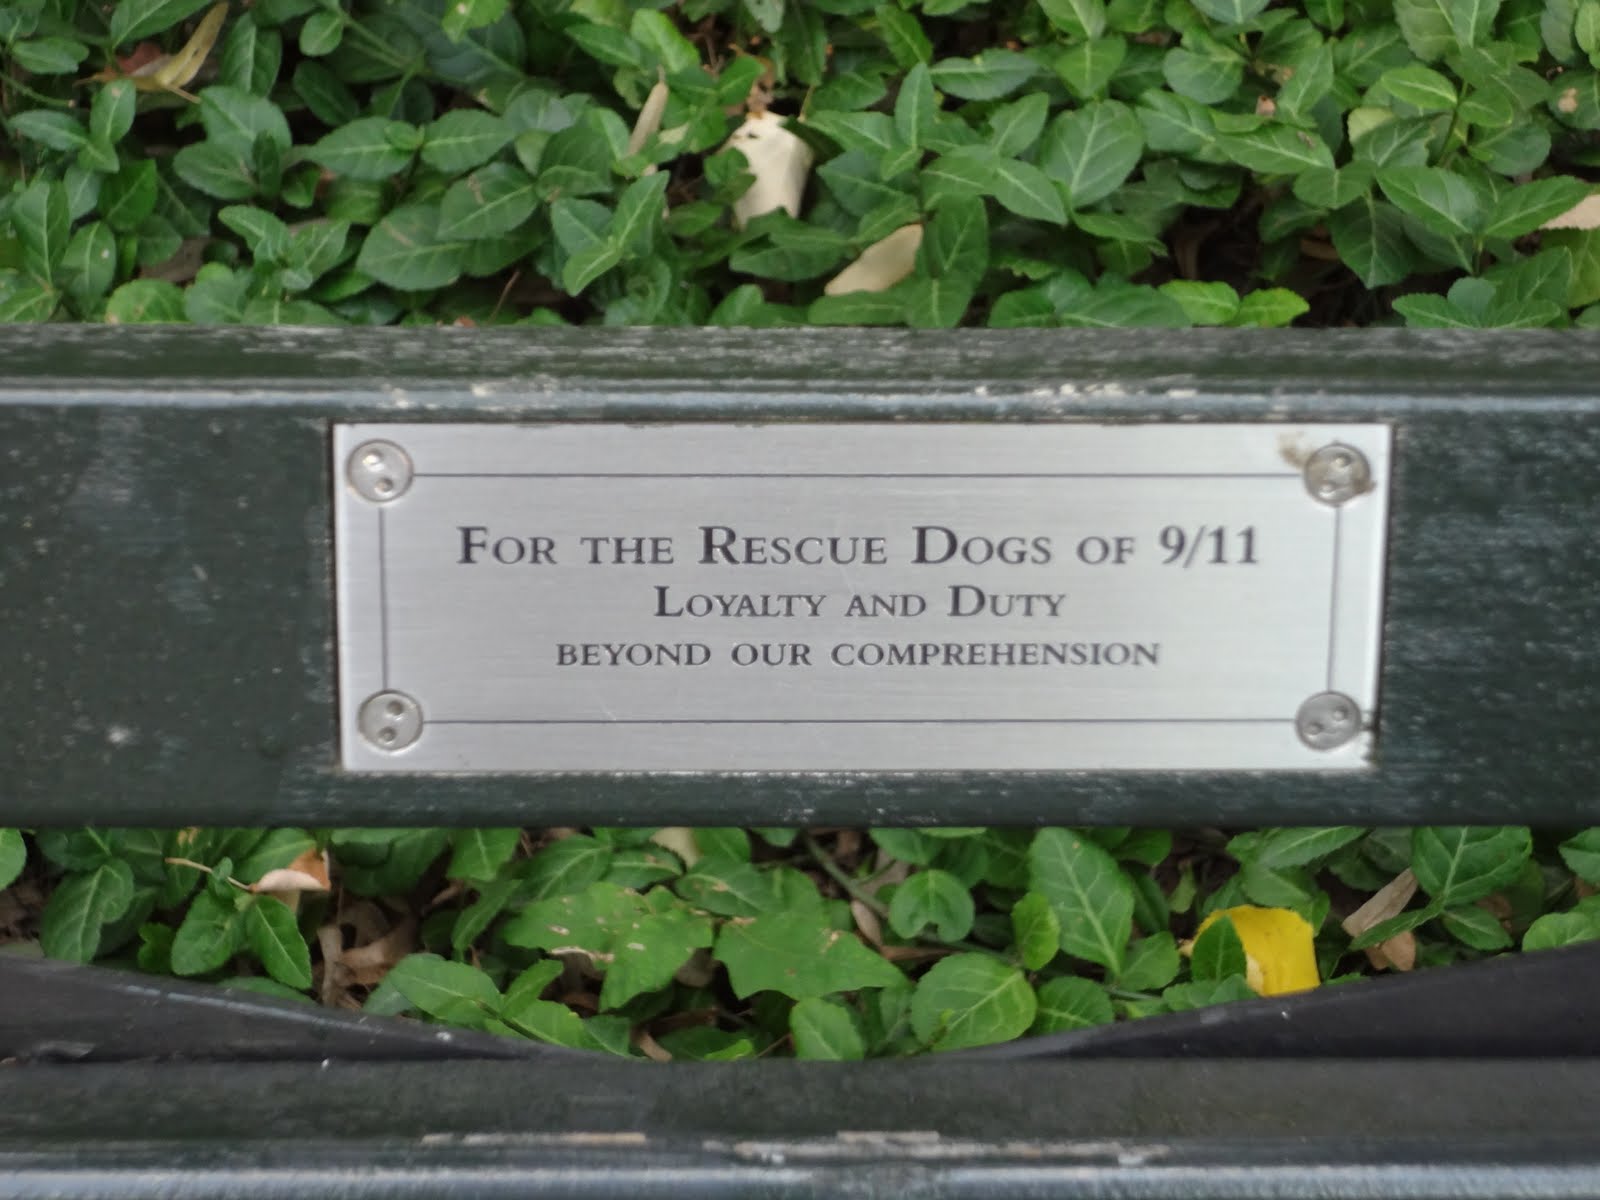 For the Rescue Dogs of 9/11
Loyalty and Duty
beyond our comprehension